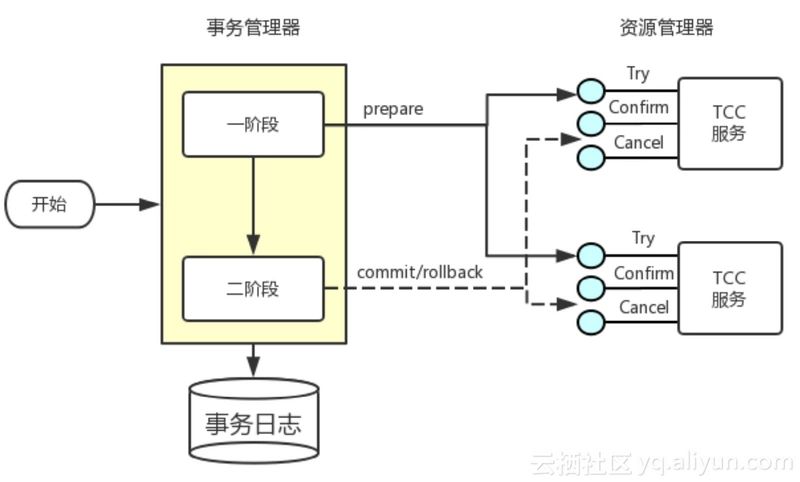 事务管理器
资源管理器
一阶段
prepare
Try
Confirm
Cancel
TCC
服务
开始
二阶段
commit/rollback
Try
Confirm
Cancel
TCC
服务
事务日志
云栖社区 yq.aliyun.com